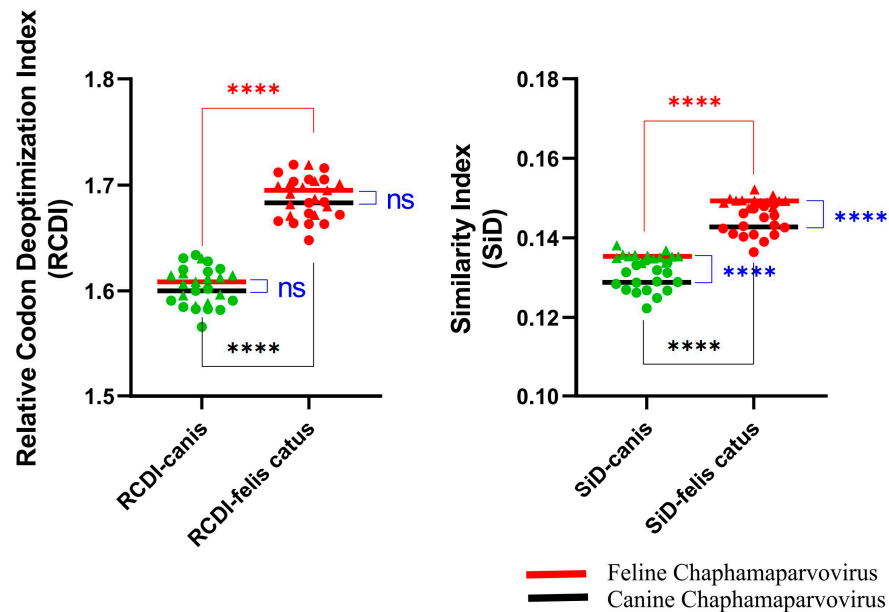 Relative Codon Deoptimization Index
(RCDI)
1.8
1.7
1.6
1.5
****
ns
ns
****
RCDI-canis
RCDI-felis catus
Similarity Index
(SiD)
0.18
0.16
0.14
0.12
0.10
****
****
****
****
SiD-canis
SiD-felis catus
Feline Chaphamaparvovirus
Canine Chaphamaparvovirus